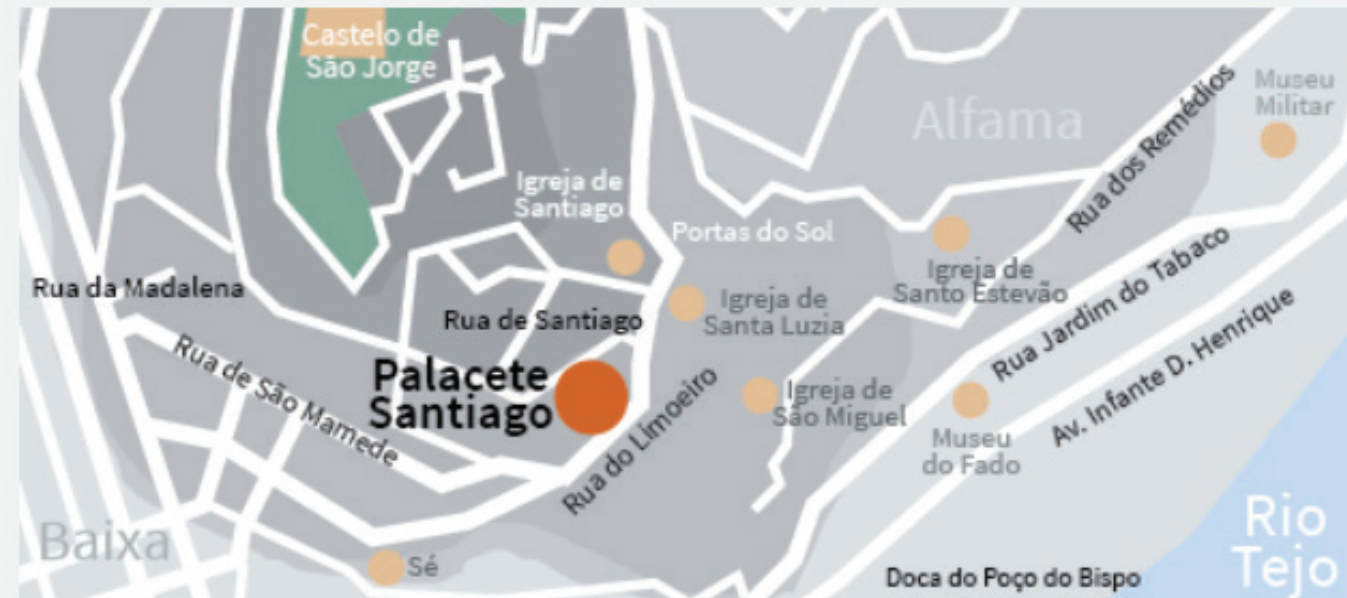 Castelo de
São Jorge
Museu
Militar
Alfama
Rua dos Remédios
Igreja de
Santiago
Portas do Sol
Igreja de
Santo Estevão
Rua da Madalena
Igreja de
Santa Luzia
Rua Jardim do Tabaco
Rua de Santiago
Av. Infante D. Henrique
Rua de São Mamede
Palacete
Santiago
Igreja de
São Miguel
Rua do Limoeiro
Museu
do Fado
Baixa
Rio
Tejo
Sé
Doca do Poço do Bispo